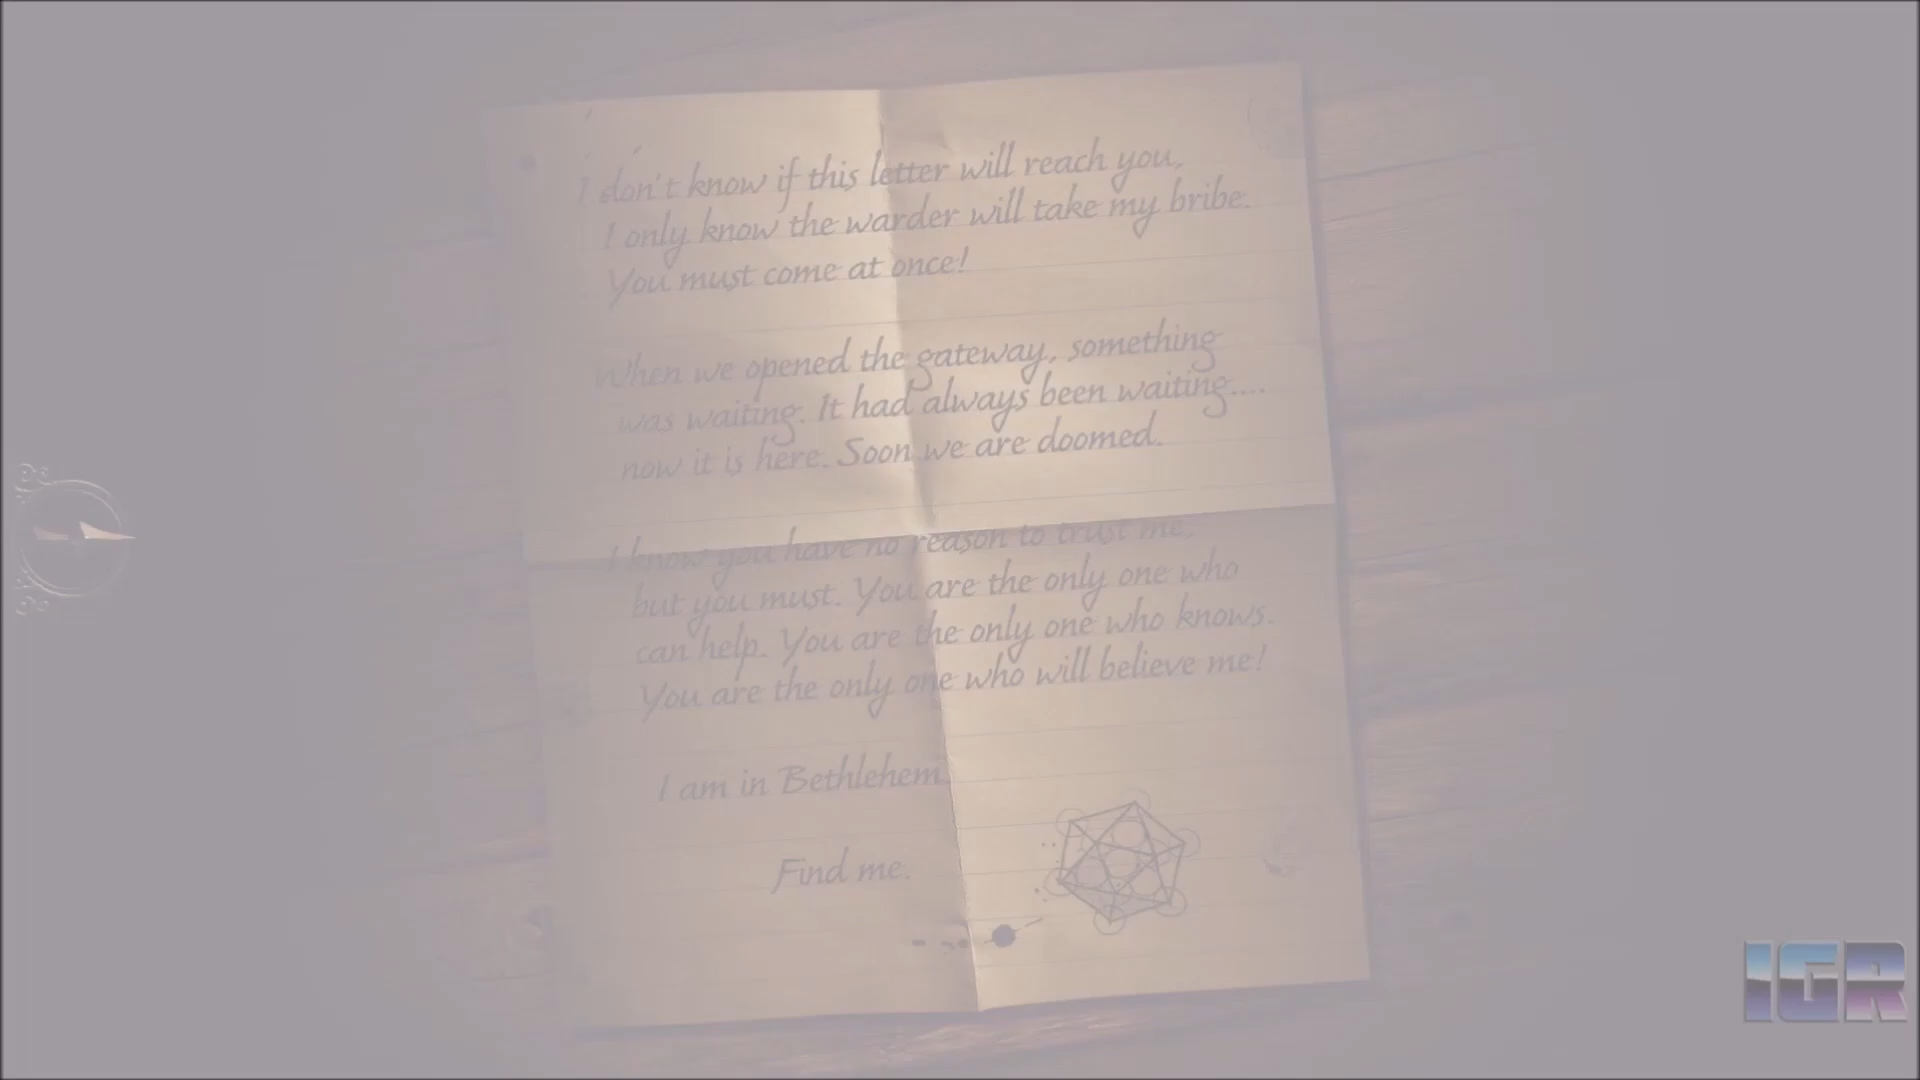 I don't know if this letter will reach you,
I only know the warder will take my bribe.
You must come at once!
When we opened the gateway, something
was waiting. It had always been waiting....
now it is here. Soon we are doomed.
I know you have no reason to trust me,
but you must. You are the only one who
can help. You are the only one who knows.
You are the only one who will believe me!
I am in Bethlehem.
Find me.
IGR